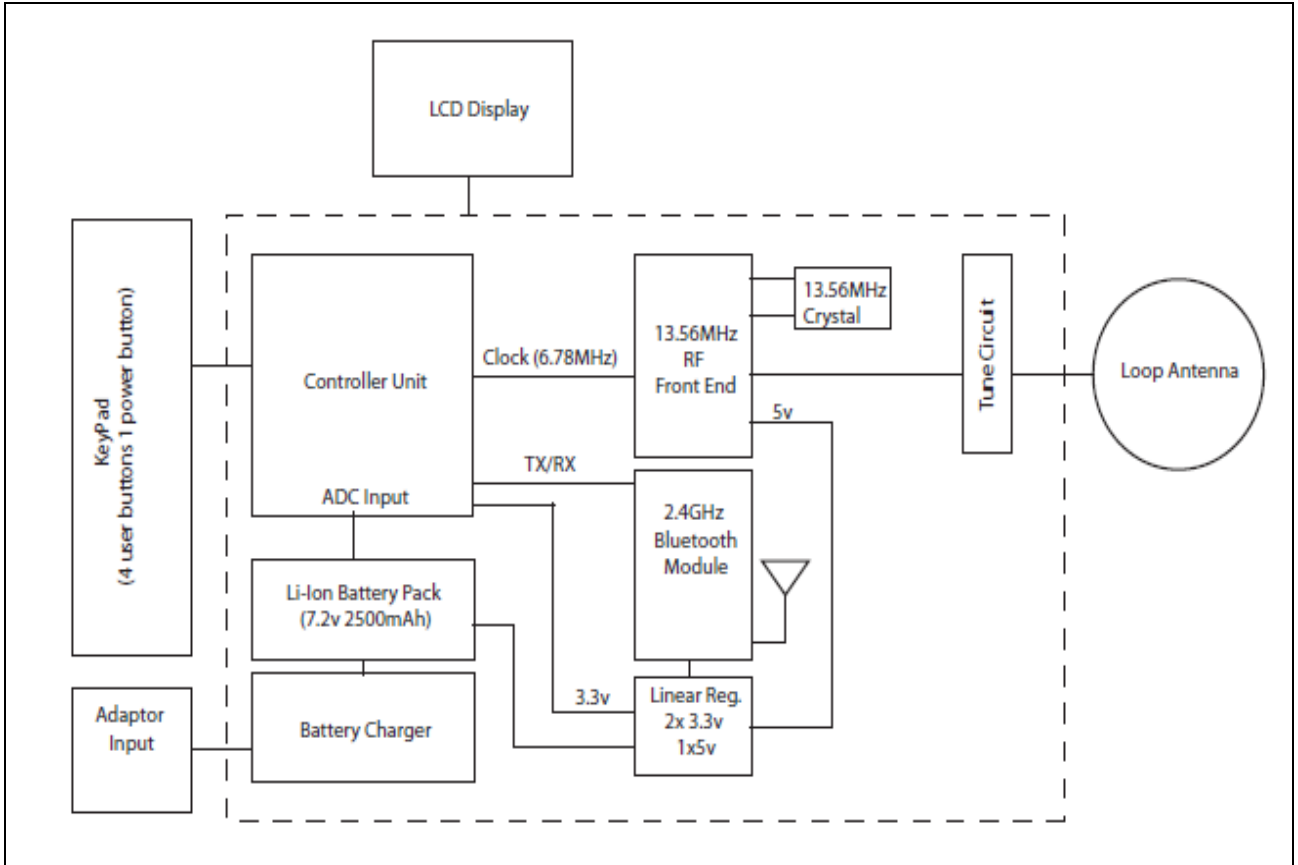 LCD Display
KeyPad
(4 user buttons 1 power button)
Controller Unit
ADC Input
Clock (6.78MHz)
TX/RX
13.56MHz
RF
Front End
13.56MHz
Crystal
5v
Tune Circuit
Loop Antenna
2.4GHz
Bluetooth
Module
Li-Ion Battery Pack
(7.2v 2500mAh)
3.3v
Linear Reg.
2x 3.3v
1x5v
Battery Charger
Adaptor
Input